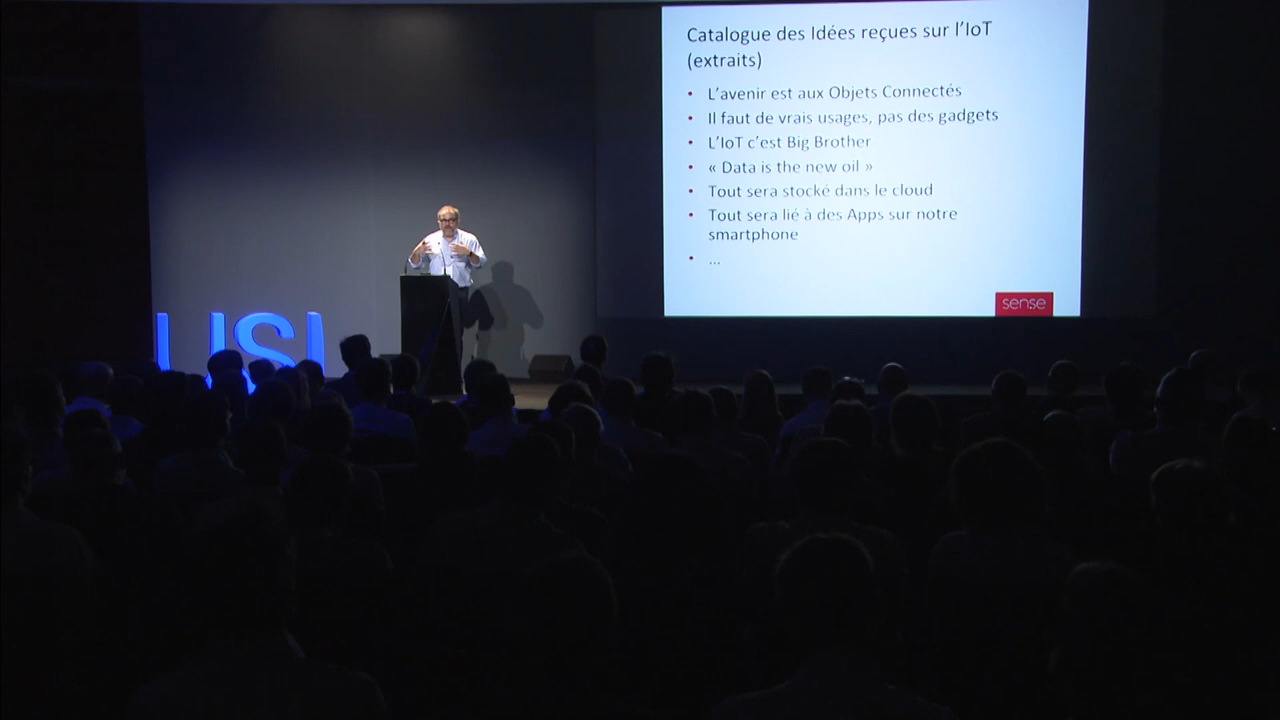 Catalogue des Idées reçues sur l'IoT
(extraits)
• L'avenir est aux Objets Connectés
• Il faut de vrais usages, pas des gadgets
• L'IoT c'est Big Brother
• « Data is the new oil »
• Tout sera stocké dans le cloud
• Tout sera lié à des Apps sur notre
smartphone
• ...
sense
USI